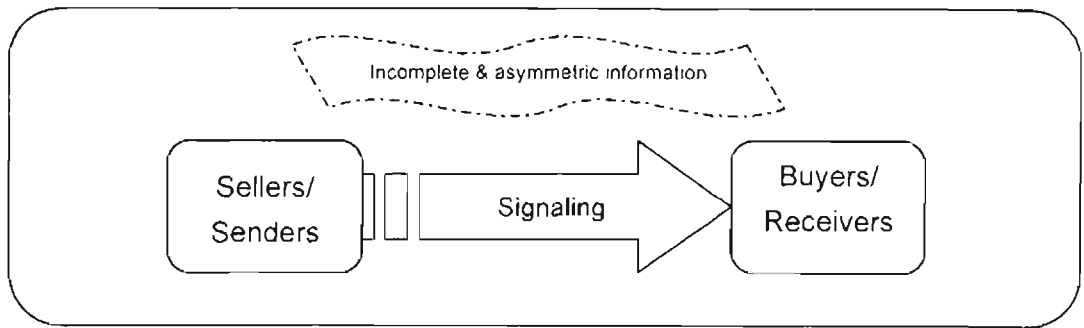 Incomplete & asymmetric information
Sellers/
Senders
Signaling
Buyers/
Receivers